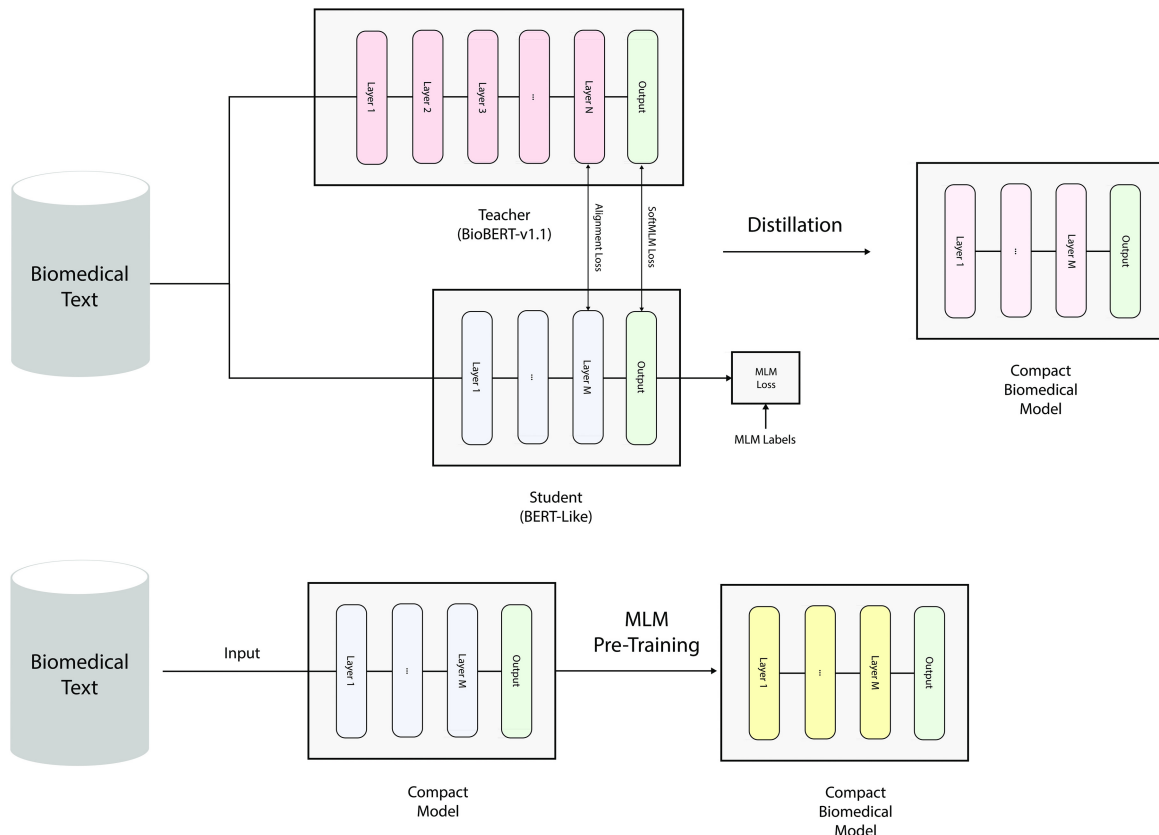 Biomedical
Text
Layer 1
Layer 2
Layer 3
...
Layer N
Output
Teacher
(BioBERT-v1.1)
Alignment Loss
SoftMLM Loss
Layer 1
...
Layer M
Output
Student
(BERT-Like)
MLM
Loss
MLM Labels
Distillation
Layer 1
...
Layer M
Output
Compact
Biomedical
Model
Biomedical
Text
Input
Layer 1
...
Layer M
Output
Compact
Model
MLM
Pre-Training
Layer 1
...
Layer M
Output
Compact
Biomedical
Model